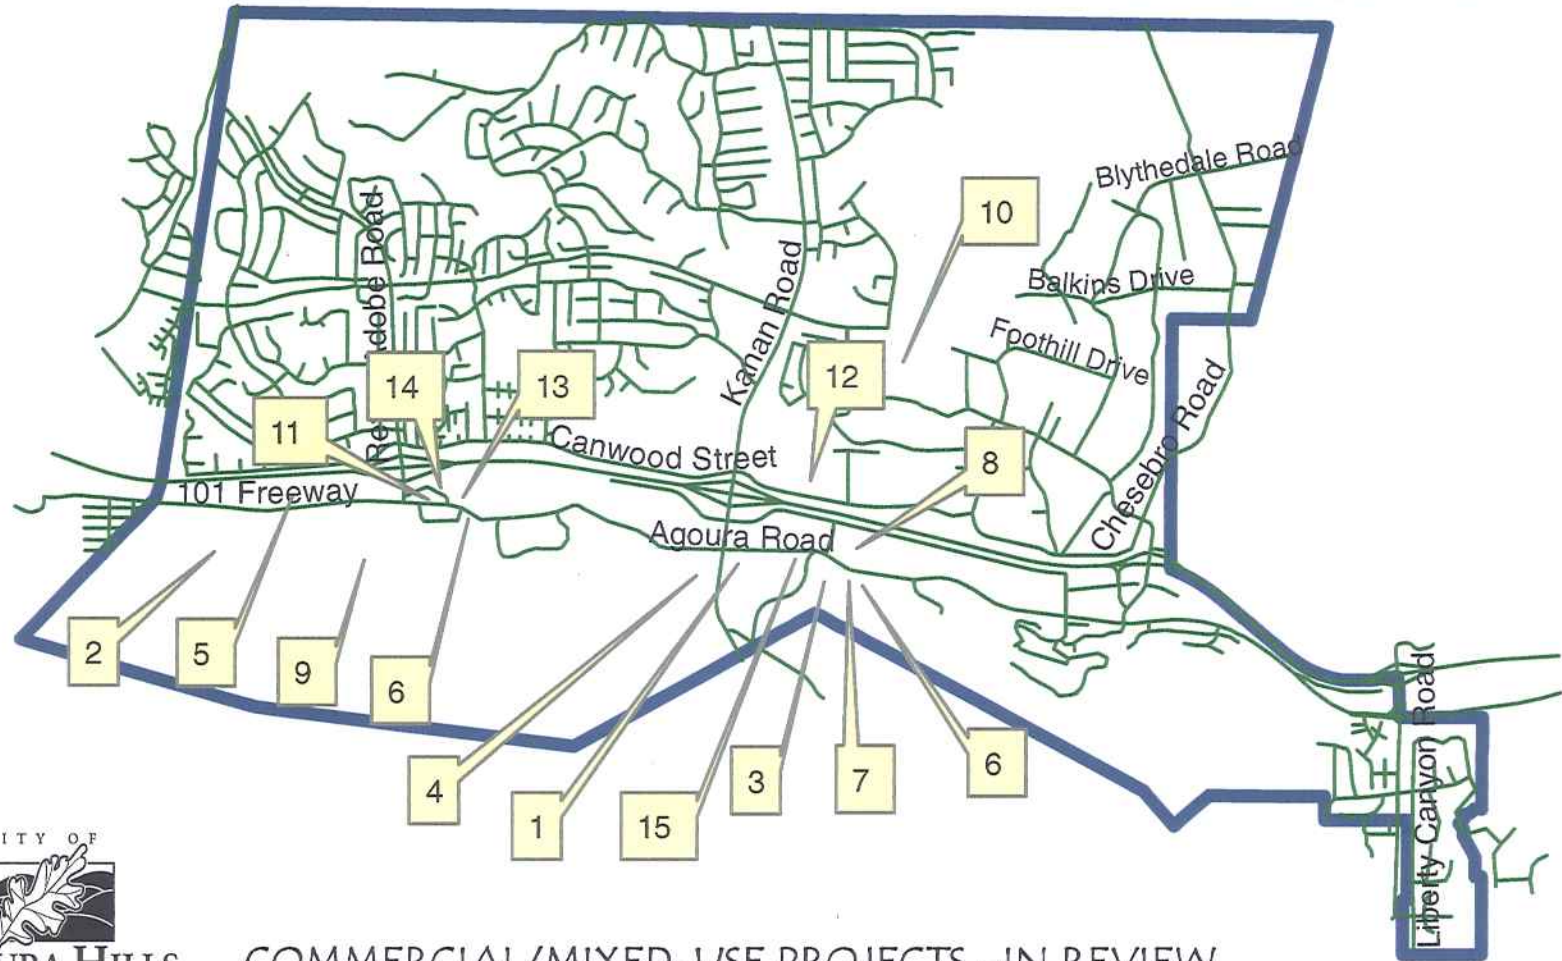 Blythedale Road
10
Balkins Drive
Foothill Drive
Kanan Road
14
13
12
11
Canwood Street
8
Chesebro Road
101 Freeway
Agoura Road
2
5
9
6
4
1
15
3
7
6
Liberty Canyon Road
HILLS
COMMERCIAL/MIXED-USE PROJECTS - IN REVIEW